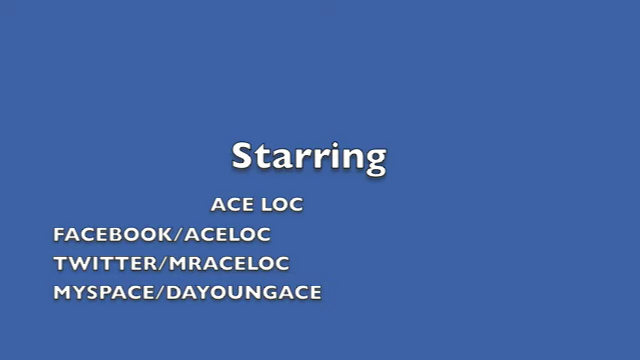 Starring
ACE LOC
FACEBOOK/ACELOC
TWITTER/MRACELOC
MYSPACE/DAYOUNGACE